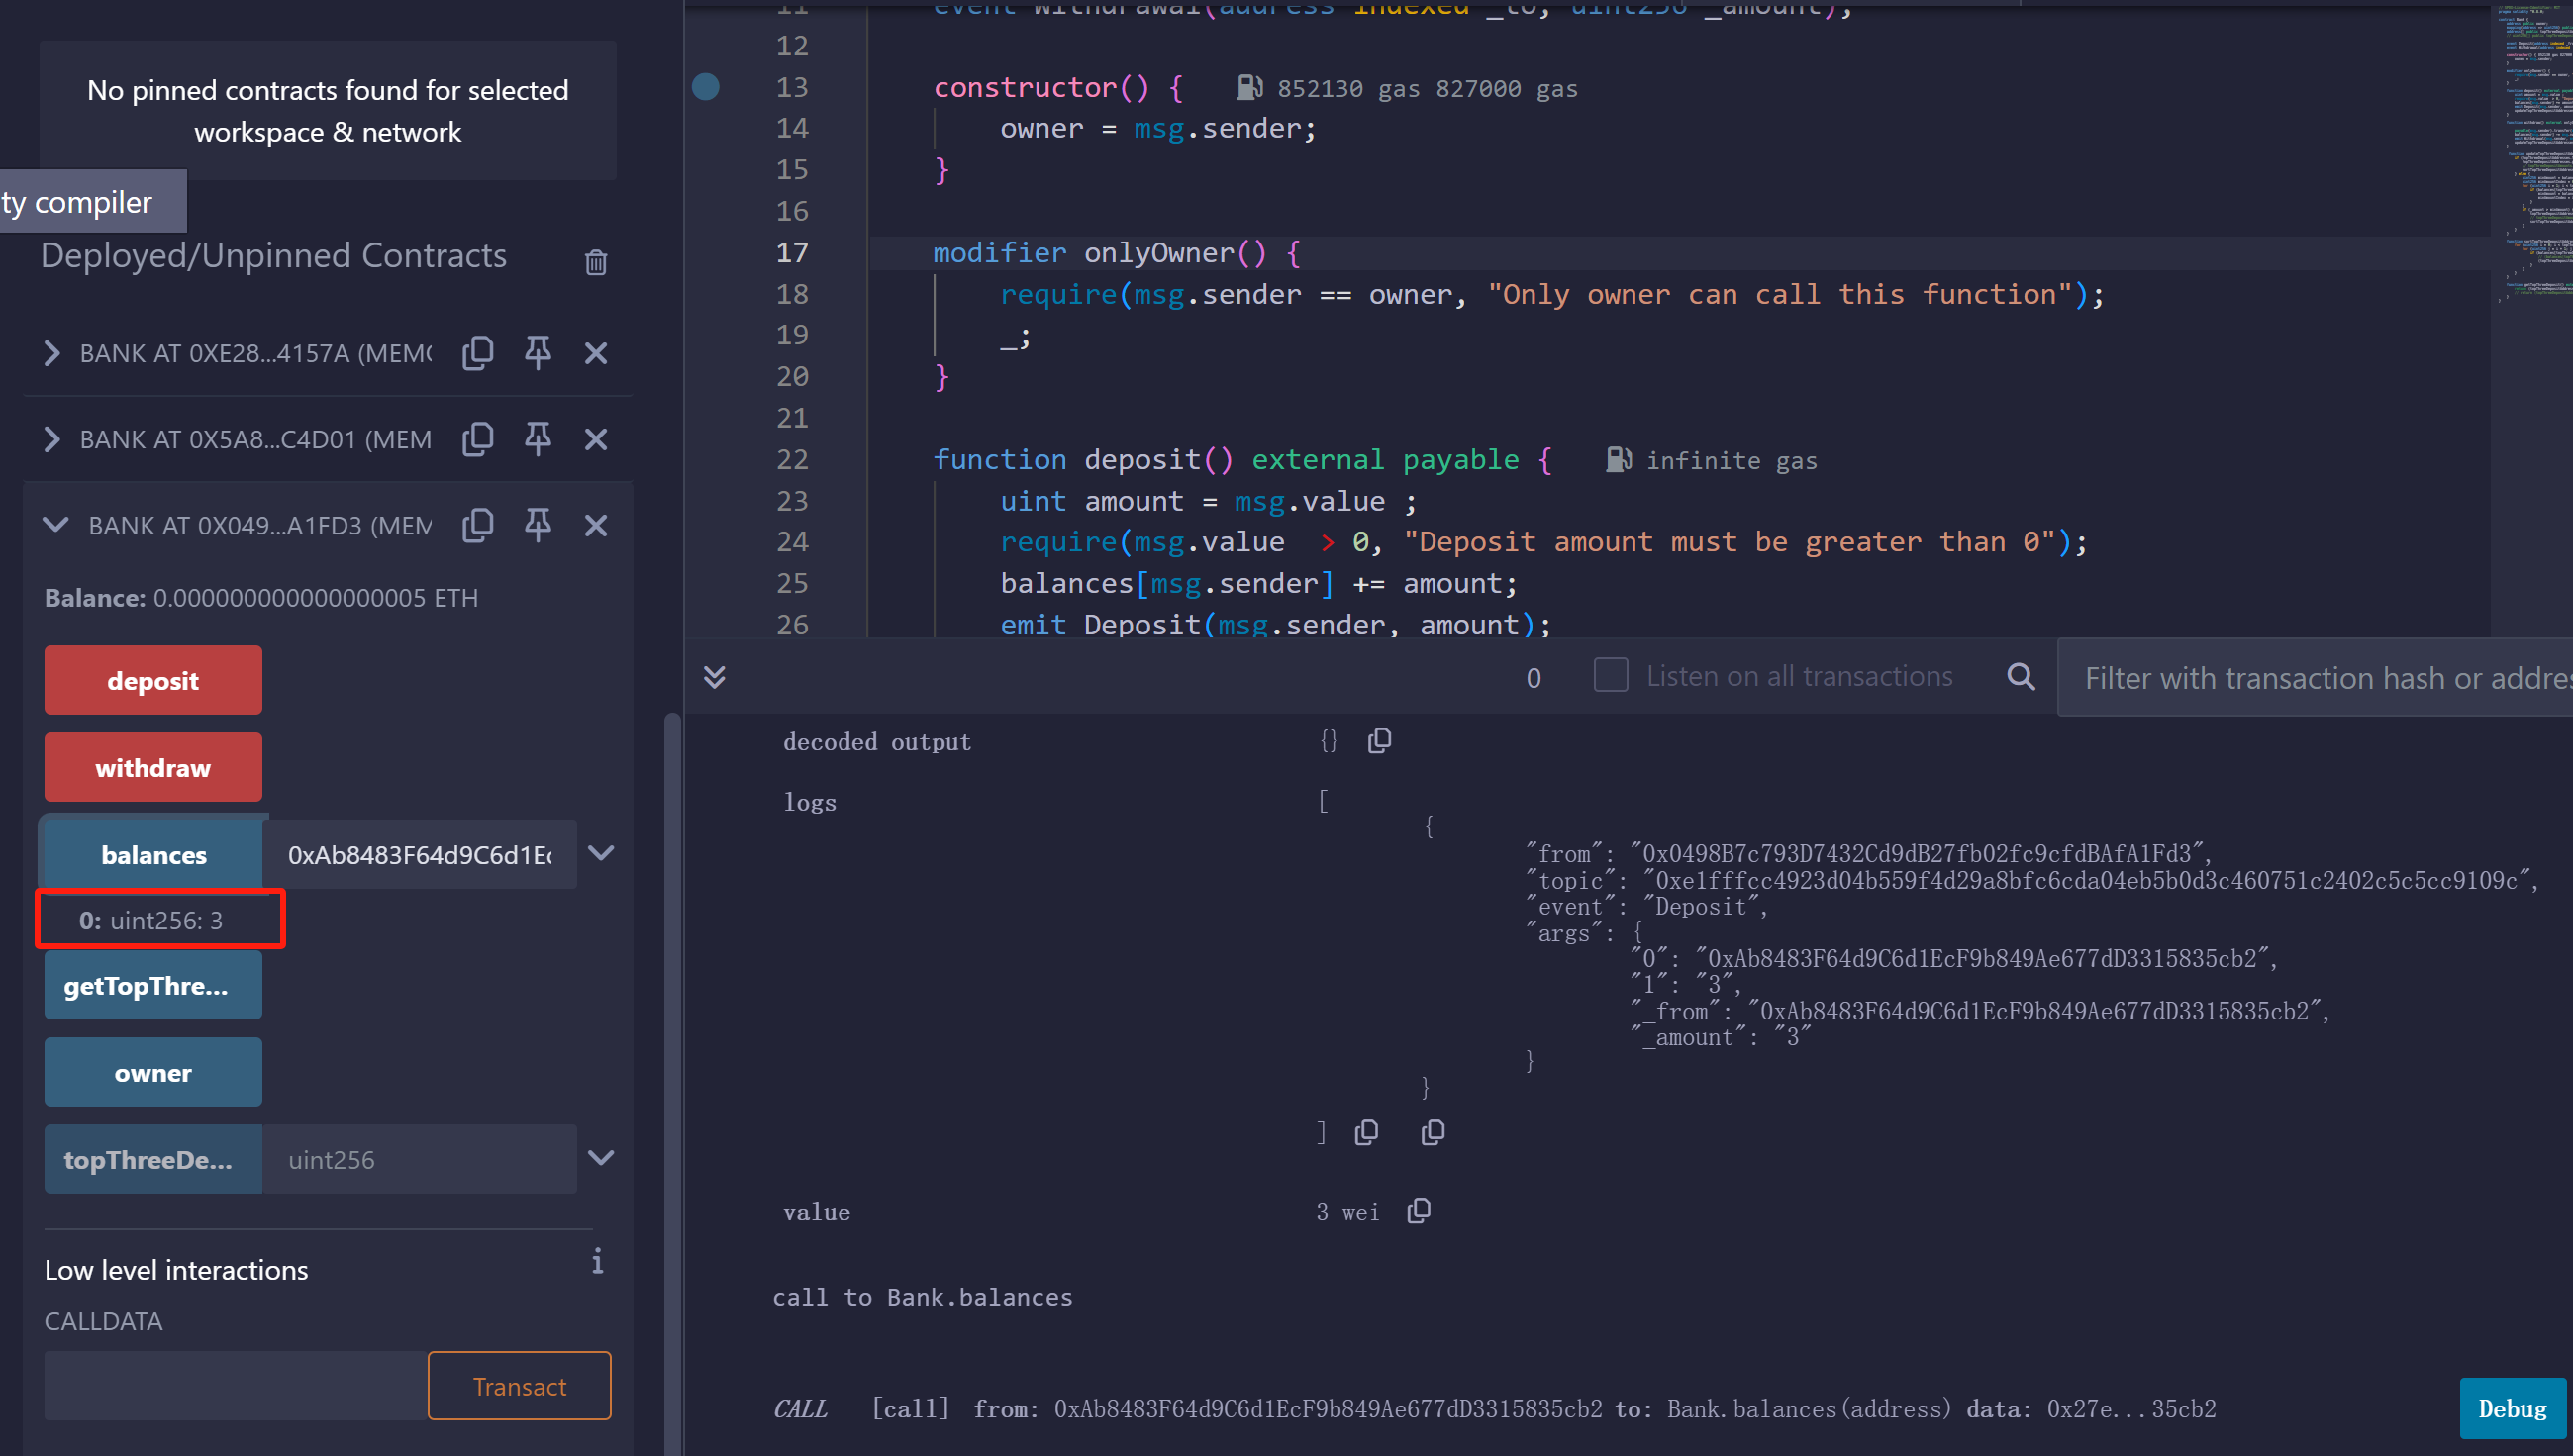 No pinned contracts found for selected
workspace & network
ty compiler
Deployed/Unpinned Contracts
BANK AT 0XE28...4157A (MEMO
BANK AT 0X5A8...C4D01 (MEM
BANK AT 0X049...A1FD3 (MEM
Balance: 0.000000000000000005 ETH
deposit
withdraw
balances 0xAb8483F64d9C6d1Ec
0: uint256: 3
getTopThre...
owner
topThreeDe... uint256
Low level interactions
CALLDATA
Transact
11 event Withdrawal(address indexed _to, uint256 _amount);
12
13 constructor() { 852130 gas 827000 gas
14 owner = msg.sender;
15 }
16
17 modifier onlyOwner() {
18 require(msg.sender == owner, "Only owner can call this function");
19 _;
20 }
21
22 function deposit() external payable { infinite gas
23 uint amount = msg.value ;
24 require(msg.value > 0, "Deposit amount must be greater than 0");
25 balances[msg.sender] += amount;
26 emit Deposit(msg.sender, amount);
0 Listen on all transactions Filter with transaction hash or addres
decoded output {}
logs [
{
"from": "0x0498B7c793D7432Cd9dB27fb02fc9cfdBAfA1Fd3",
"topic": "0xe1fffcc4923d04b559f4d29a8bfc6cda04eb5b0d3c460751c2402c5c5cc9109c",
"event": "Deposit",
"args": {
"0": "0xAb8483F64d9C6d1EcF9b849Ae677dD3315835cb2",
"1": "3",
"_from": "0xAb8483F64d9C6d1EcF9b849Ae677dD3315835cb2",
"_amount": "3"
}
}
]
value 3 wei
call to Bank.balances
CALL [call] from: 0xAb8483F64d9C6d1EcF9b849Ae677dD3315835cb2 to: Bank.balances(address) data: 0x27e...35cb2
Debug